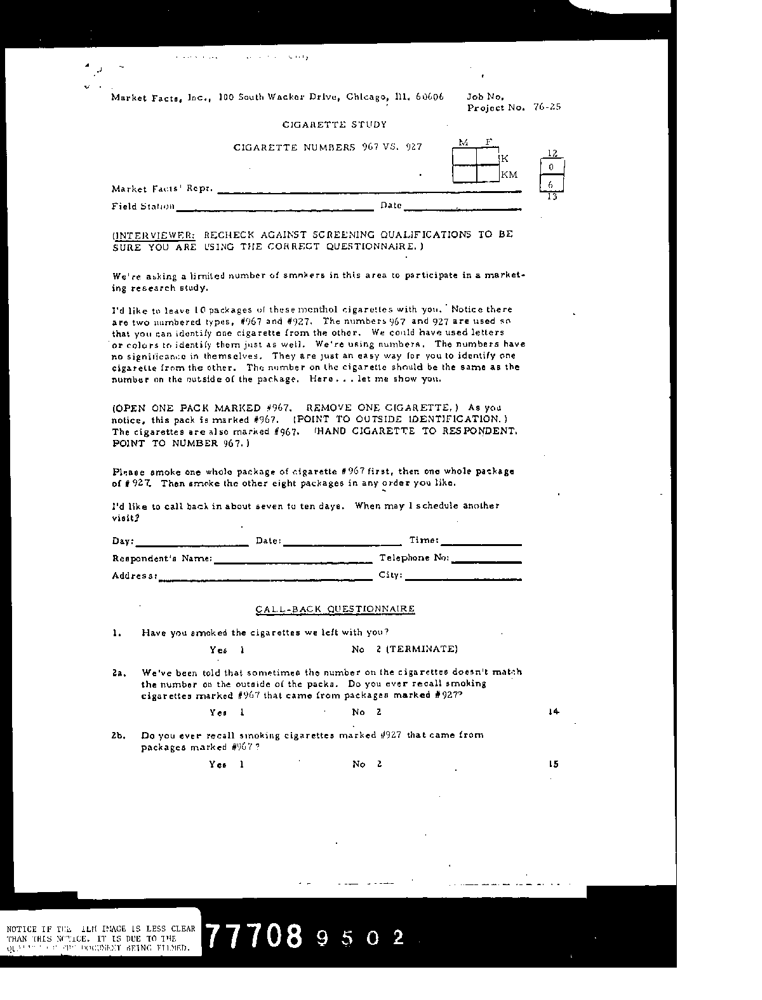 Market Facts, Inc., 100 South Wacker Drive, Chicago, Ill. 60606 Job No.
Project No. 76-25
CIGARETTE STUDY
CIGARETTE NUMBERS 967 VS. 927
M F
K
KM
12
0
6
13
Market Facts' Repr.
Field Station Date
(INTERVIEWER: RECHECK AGAINST SCREENING QUALIFICATIONS TO BE
SURE YOU ARE USING THE CORRECT QUESTIONNAIRE.)
We're asking a limited number of smokers in this area to participate in a market-
ing research study.
I'd like to leave 10 packages of these menthol cigarettes with you. Notice there
are two numbered types, #967 and #927. The numbers 967 and 927 are used so
that you can identify one cigarette from the other. We could have used letters
or colors to identify them just as well. We're using numbers. The numbers have
no significance in themselves. They are just an easy way for you to identify one
cigarette from the other. The number on the cigarette should be the same as the
number on the outside of the package. Here... let me show you.
(OPEN ONE PACK MARKED #967. REMOVE ONE CIGARETTE.) As you
notice, this pack is marked #967. (POINT TO OUTSIDE IDENTIFICATION.)
The cigarettes are also marked #967. (HAND CIGARETTE TO RESPONDENT.
POINT TO NUMBER 967.)
Please smoke one whole package of cigarette #967 first, then one whole package
of #927. Then smoke the other eight packages in any order you like.
I'd like to call back in about seven to ten days. When may I schedule another
visit?
Day: Date: Time:
Respondent's Name: Telephone No:
Address: City:
CALL-BACK QUESTIONNAIRE
1. Have you smoked the cigarettes we left with you?
Yes 1 No 2 (TERMINATE)
2a. We've been told that sometimes the number on the cigarettes doesn't match
the number on the outside of the packs. Do you ever recall smoking
cigarettes marked #967 that came from packages marked #927?
Yes 1 No 2 14
2b. Do you ever recall smoking cigarettes marked #927 that came from
packages marked #967?
Yes 1 No 2 15
NOTICE IF THE FILM IMAGE IS LESS CLEAR
THAN THIS NOTICE, IT IS DUE TO THE
DOCUMENT BEING FILMED.
77708 9502